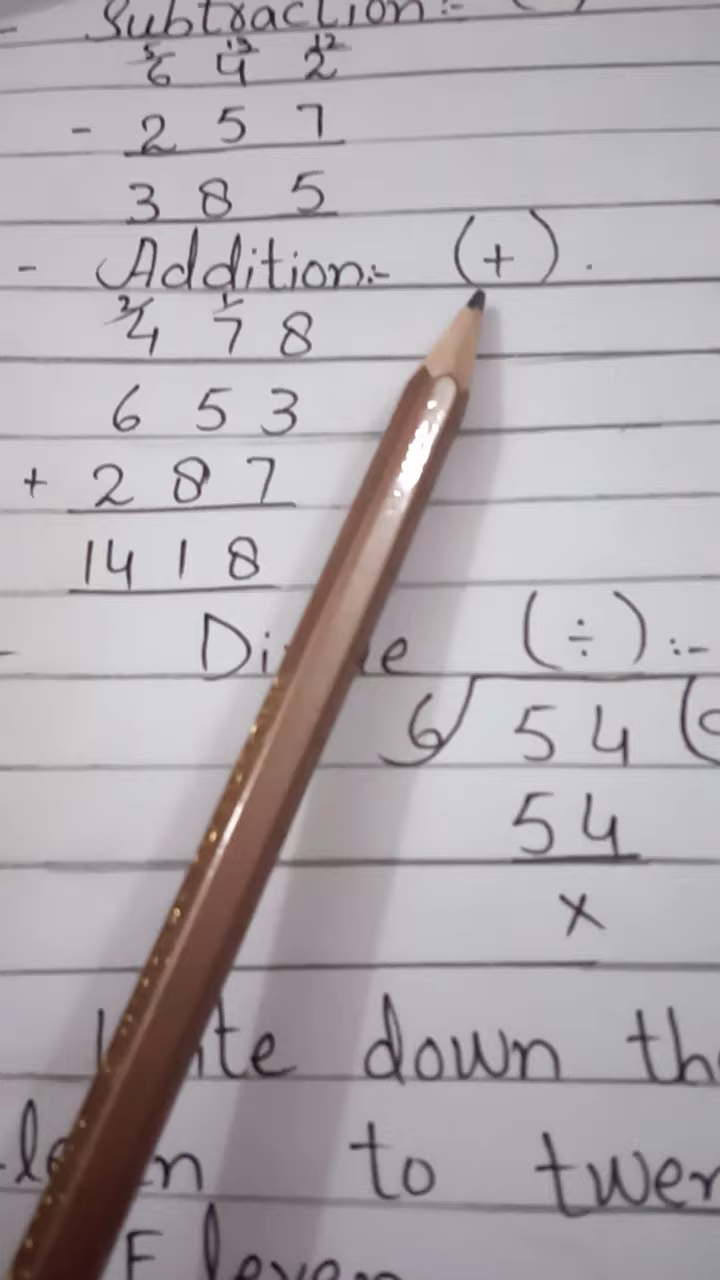 - Subtraction:- (
5 13 12
6 4 2
- 2 5 7
3 8 5
- Addition:- (+).
2 1
4 7 8
6 5 3
+ 2 8 7
14 1 8
- (÷):-
6 ) 54 (
54
x
down
to
Eleven